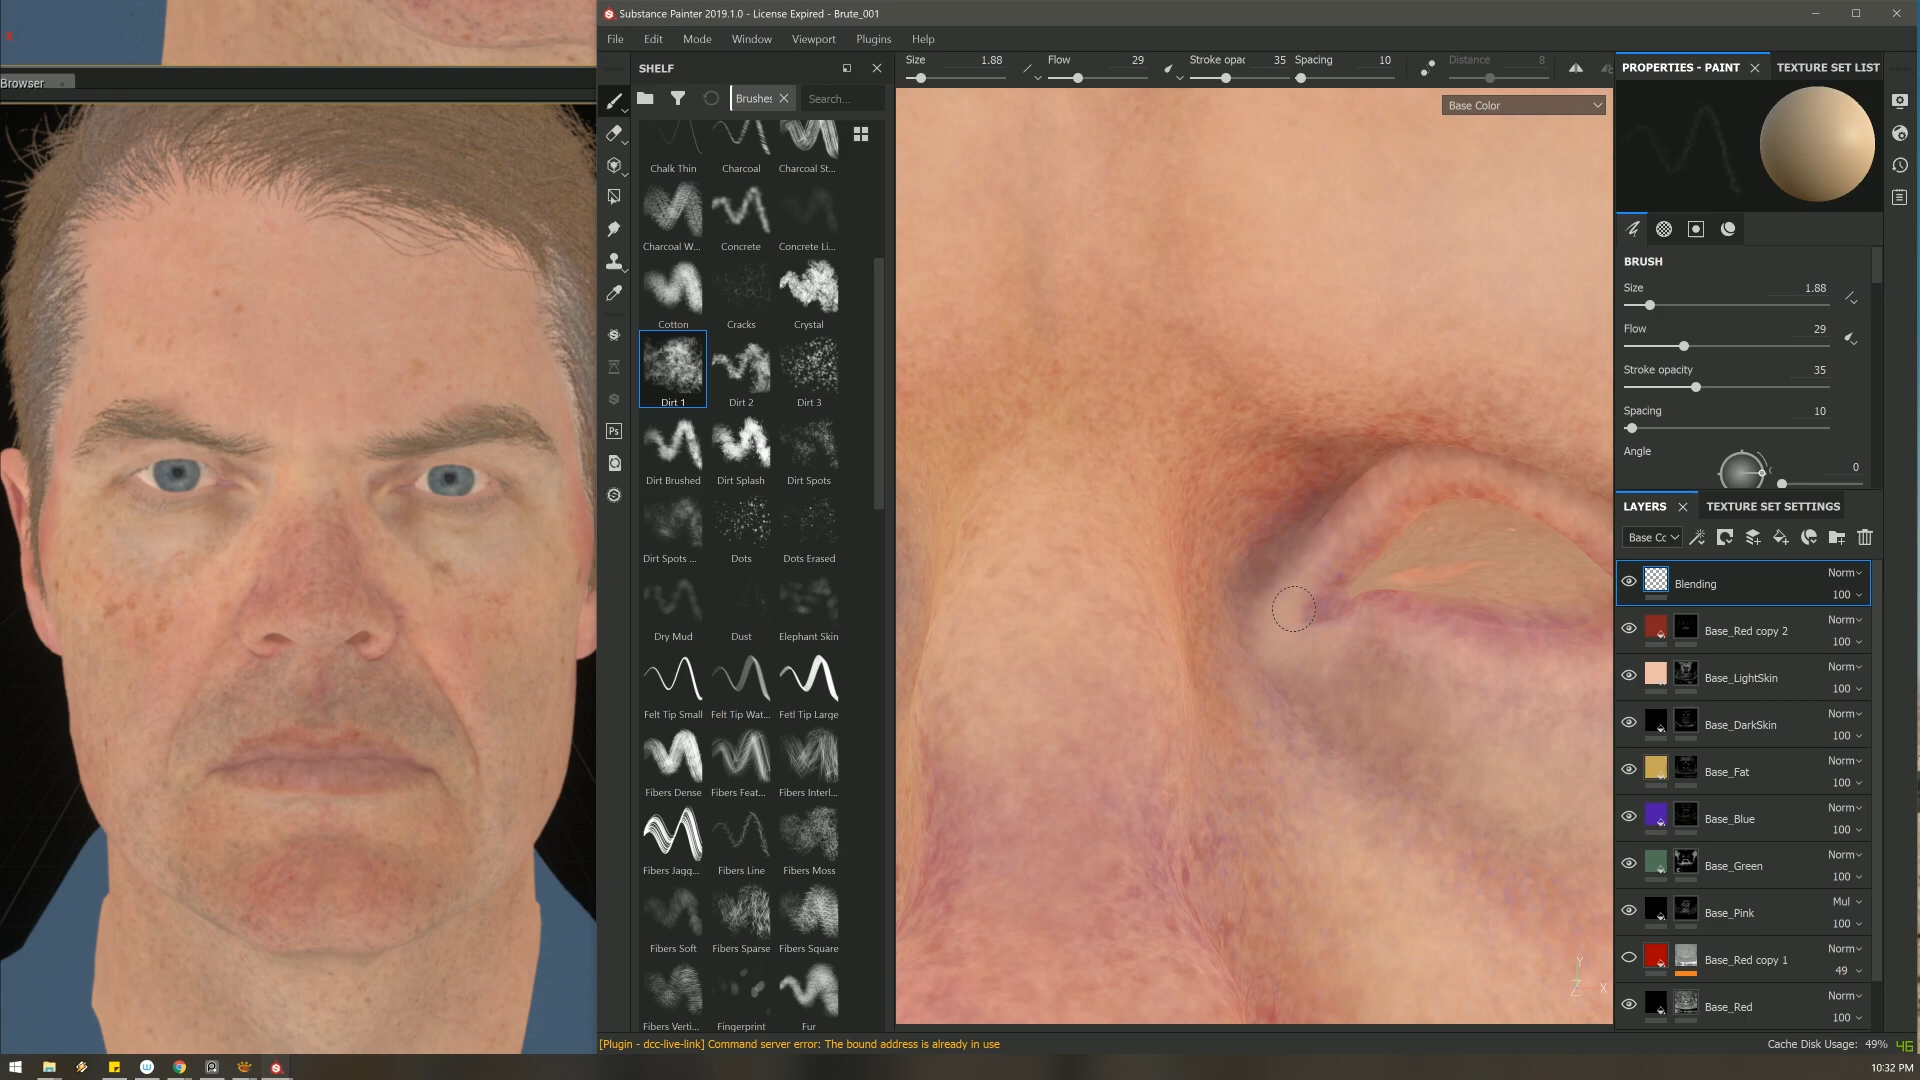 Browser
Substance Painter 2019.1.0 - License Expired - Brute_001
File Edit Mode Window Viewport Plugins Help
SHELF
Brushes
Search...
Chalk Thin Charcoal Charcoal St...
Charcoal W... Concrete Concrete Li...
Cotton Cracks Crystal
Dirt 1 Dirt 2 Dirt 3
Dirt Brushed Dirt Splash Dirt Spots
Dirt Spots ... Dots Dots Erased
Dry Mud Dust Elephant Skin
Felt Tip Small Felt Tip Wat... Fetl Tip Large
Fibers Dense Fibers Feat... Fibers Interl...
Fibers Jagg... Fibers Line Fibers Moss
Fibers Soft Fibers Sparse Fibers Square
Fibers Verti... Fingerprint Fur
Ps
Size 1.88 Flow 29 Stroke opac 35 Spacing 10 Distance 8
Base Color
Y
Z X
PROPERTIES - PAINT TEXTURE SET LIST
BRUSH
Size 1.88
Flow 29
Stroke opacity 35
Spacing 10
Angle 0
LAYERS TEXTURE SET SETTINGS
Base Cc
Blending Norm 100
Base_Red copy 2 Norm 100
Base_LightSkin Norm 100
Base_DarkSkin Norm 100
Base_Fat Norm 100
Base_Blue Norm 100
Base_Green Norm 100
Base_Pink Mul 100
Base_Red copy 1 Norm 49
Base_Red Norm 100
[Plugin - dcc-live-link] Command server error: The bound address is already in use
Cache Disk Usage: 49% 46
10:32 PM